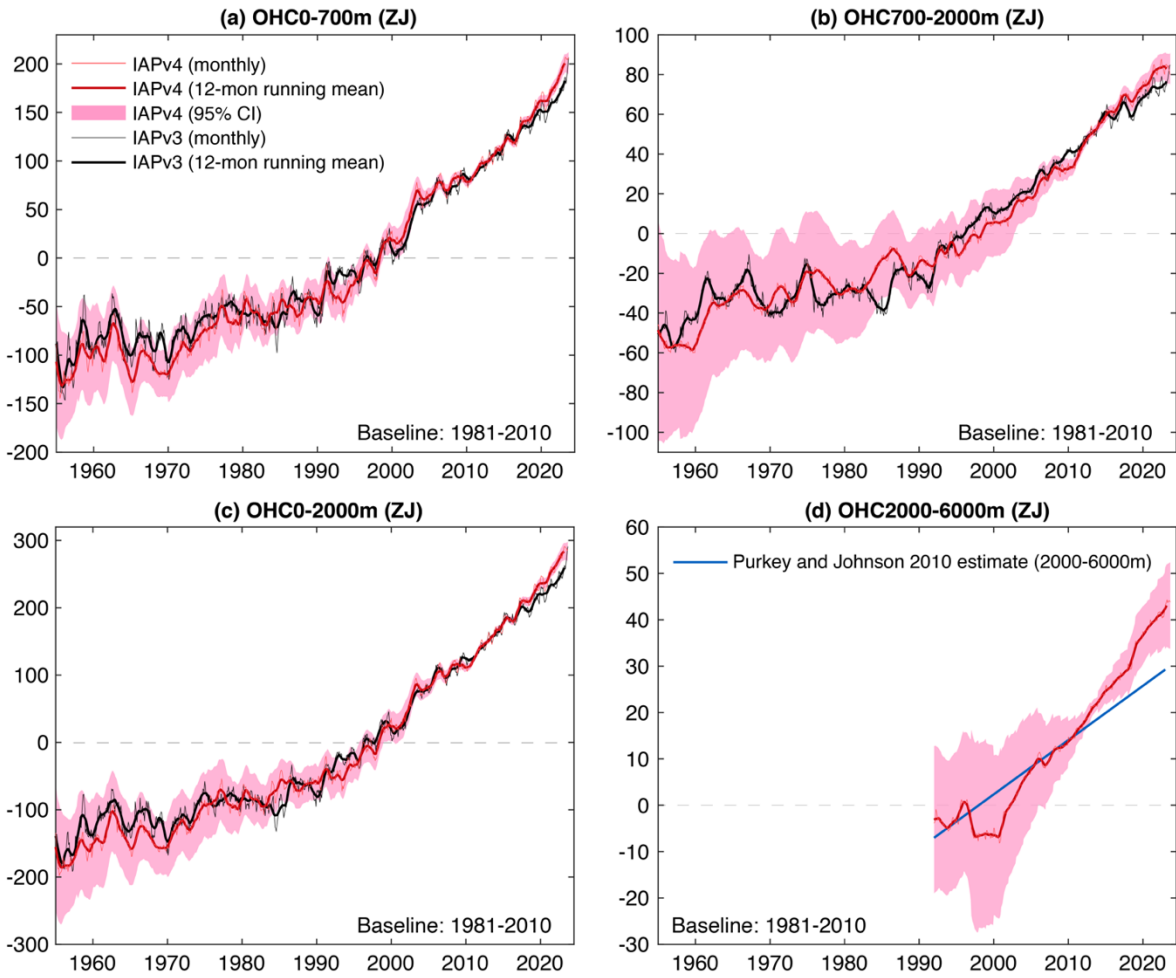 (a) OHC0-700m (ZJ)
200
150
100
50
0
-50
-100
-150
-200
IAPv4 (monthly)
IAPv4 (12-mon running mean)
IAPv4 (95% CI)
IAPv3 (monthly)
IAPv3 (12-mon running mean)
Baseline: 1981-2010
1960 1970 1980 1990 2000 2010 2020
(b) OHC700-2000m (ZJ)
100
80
60
40
20
0
-20
-40
-60
-80
-100
Baseline: 1981-2010
1960 1970 1980 1990 2000 2010 2020
(c) OHC0-2000m (ZJ)
300
200
100
0
-100
-200
-300
Baseline: 1981-2010
1960 1970 1980 1990 2000 2010 2020
(d) OHC2000-6000m (ZJ)
60
50
40
30
20
10
0
-10
-20
-30
Purkey and Johnson 2010 estimate (2000-6000m)
Baseline: 1981-2010
1960 1970 1980 1990 2000 2010 2020